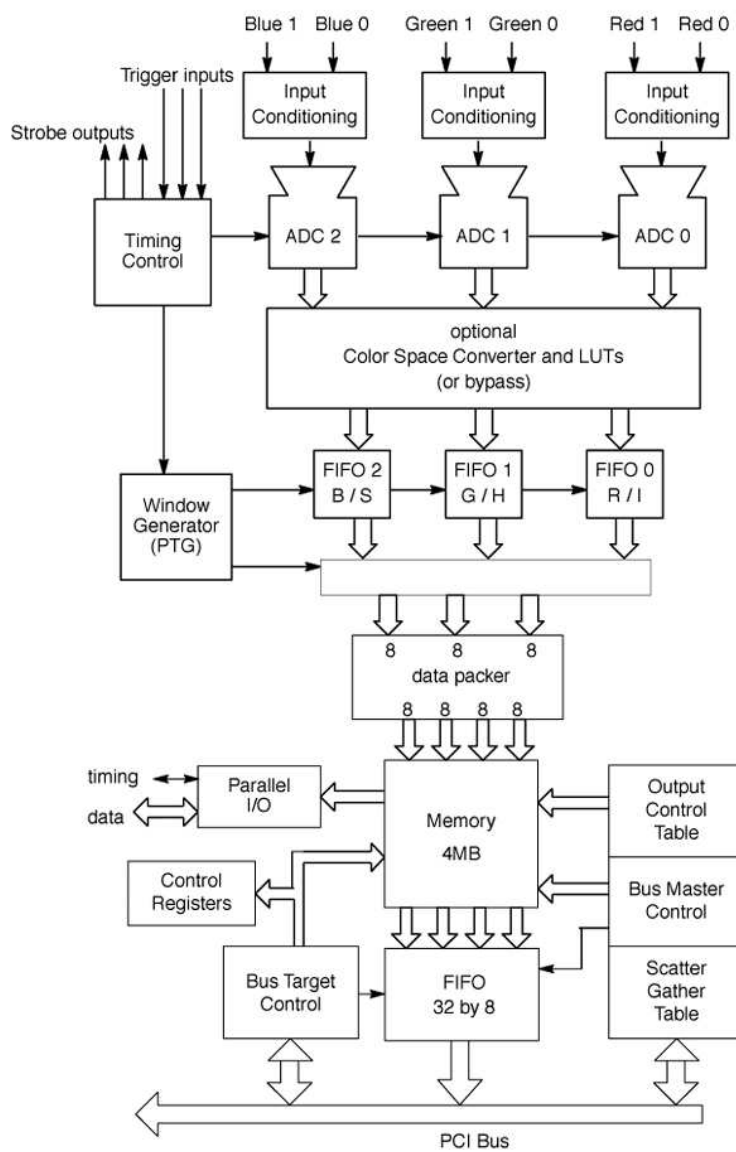 Blue 1 Blue 0 Green 1 Green 0 Red 1 Red 0
Trigger inputs
Input
Conditioning
Input
Conditioning
Input
Conditioning
Strobe outputs
Timing
Control
ADC 2
ADC 1
ADC 0
optional
Color Space Converter and LUTs
(or bypass)
Window
Generator
(PTG)
FIFO 2
B / S
FIFO 1
G / H
FIFO 0
R / I
8 8 8
data packer
8 8 8 8
timing
data
Parallel
I/O
Memory
4MB
Output
Control
Table
Control
Registers
Bus Master
Control
Bus Target
Control
FIFO
32 by 8
Scatter
Gather
Table
PCI Bus